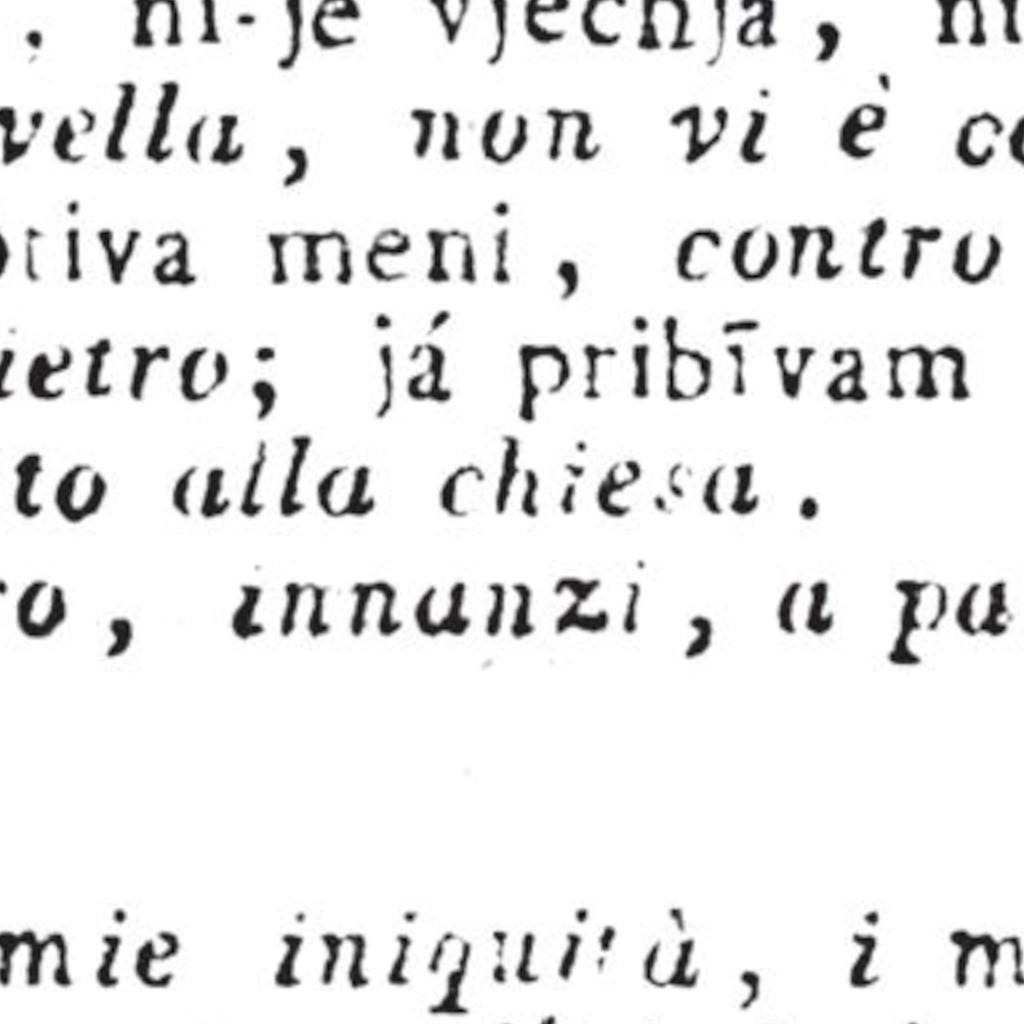 . ni-je vjechja, ni
vella, non vi è co
otiva meni, contro
ietro; já pribīvam
to alla chiesa.
ro, innanzi, a pa
mie iniquità, i m